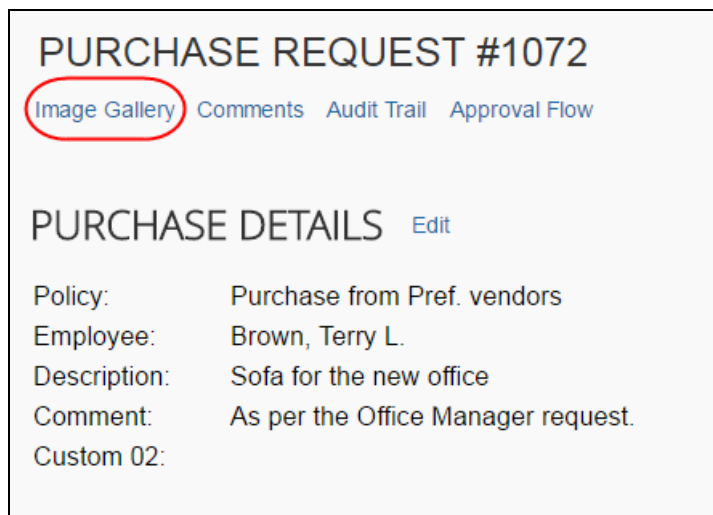 PURCHASE REQUEST #1072
Image Gallery Comments Audit Trail Approval Flow
PURCHASE DETAILS Edit
Policy: Purchase from Pref. vendors
Employee: Brown, Terry L.
Description: Sofa for the new office
Comment: As per the Office Manager request.
Custom 02: